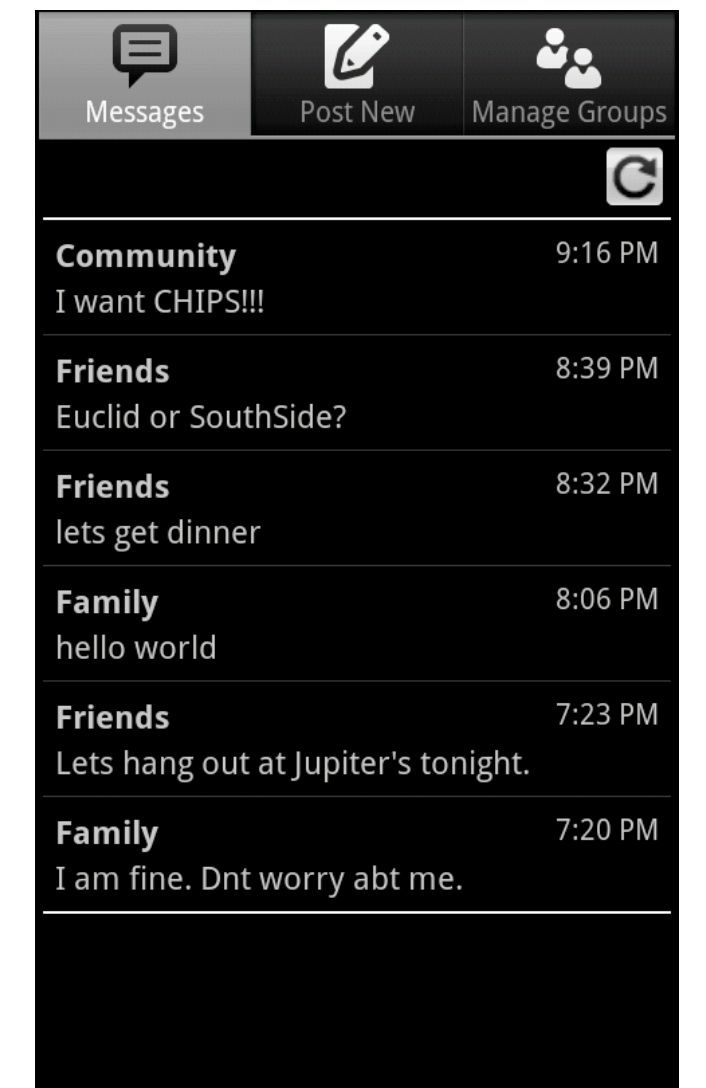 Messages
Post New
Manage Groups
Community 9:16 PM
I want CHIPS!!!
Friends 8:39 PM
Euclid or SouthSide?
Friends 8:32 PM
lets get dinner
Family 8:06 PM
hello world
Friends 7:23 PM
Lets hang out at Jupiter's tonight.
Family 7:20 PM
I am fine. Dnt worry abt me.